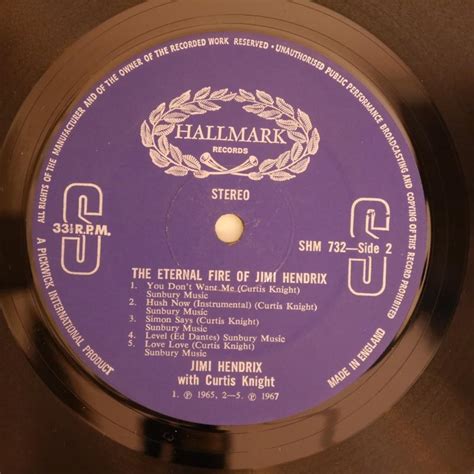 ALL RIGHTS OF THE MANUFACTURER AND OF THE OWNER OF THE RECORDED WORK RESERVED - UNAUTHORISED PUBLIC PERFORMANCE BROADCASTING AND COPYING OF THIS RECORD PROHIBITED
HALLMARK
RECORDS
STEREO
S
33⅓ R.P.M.
S
SHM 732—Side 2
THE ETERNAL FIRE OF JIMI HENDRIX
1. You Don't Want Me (Curtis Knight)
Sunbury Music
2. Hush Now (Instrumental) (Curtis Knight)
Sunbury Music
3. Simon Says (Curtis Knight)
Sunbury Music
4. Level (Ed Dantes) Sunbury Music
5. Love Love (Curtis Knight)
Sunbury Music
JIMI HENDRIX
with Curtis Knight
1. ℗ 1965, 2—5. ℗ 1967
A PICKWICK INTERNATIONAL PRODUCT
MADE IN ENGLAND